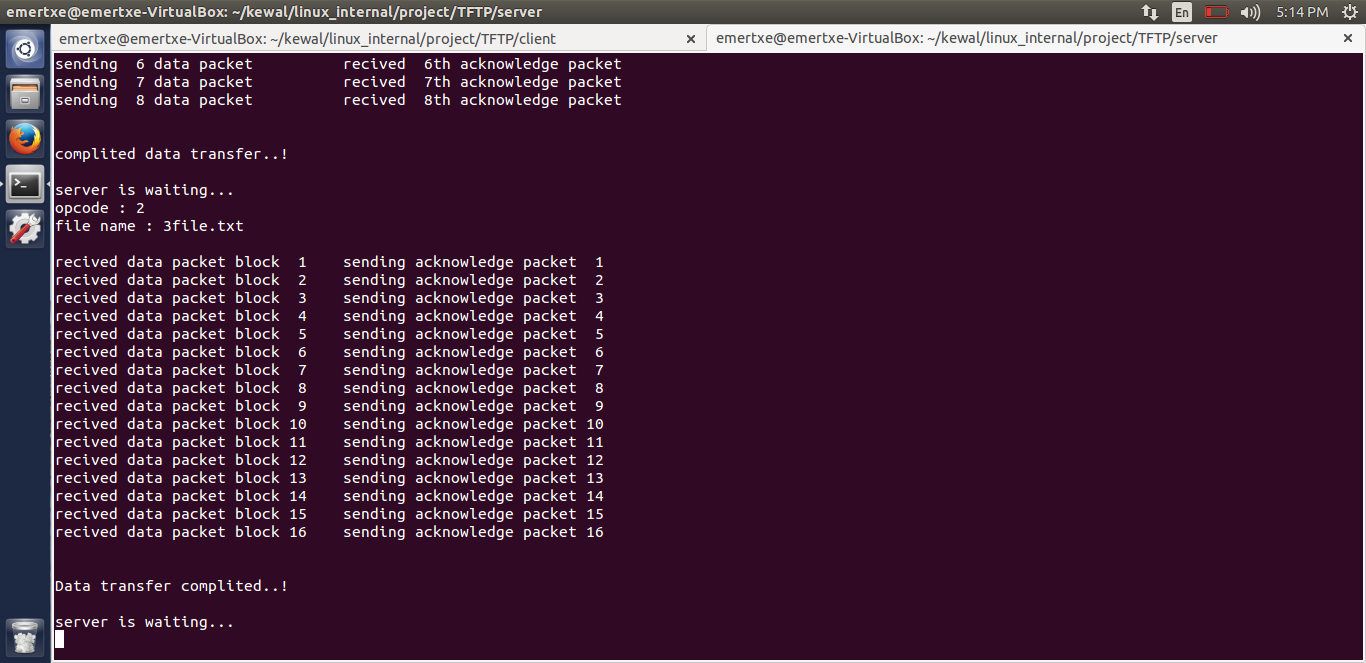 emertxe@emertxe-VirtualBox: ~/kewal/linux_internal/project/TFTP/server
En
5:14 PM
emertxe@emertxe-VirtualBox: ~/kewal/linux_internal/project/TFTP/client
emertxe@emertxe-VirtualBox: ~/kewal/linux_internal/project/TFTP/server
sending  6 data packet          recived  6th acknowledge packet
sending  7 data packet          recived  7th acknowledge packet
sending  8 data packet          recived  8th acknowledge packet
complited data transfer..!
server is waiting...
opcode : 2
file name : 3file.txt
recived data packet block  1    sending acknowledge packet  1
recived data packet block  2    sending acknowledge packet  2
recived data packet block  3    sending acknowledge packet  3
recived data packet block  4    sending acknowledge packet  4
recived data packet block  5    sending acknowledge packet  5
recived data packet block  6    sending acknowledge packet  6
recived data packet block  7    sending acknowledge packet  7
recived data packet block  8    sending acknowledge packet  8
recived data packet block  9    sending acknowledge packet  9
recived data packet block 10    sending acknowledge packet 10
recived data packet block 11    sending acknowledge packet 11
recived data packet block 12    sending acknowledge packet 12
recived data packet block 13    sending acknowledge packet 13
recived data packet block 14    sending acknowledge packet 14
recived data packet block 15    sending acknowledge packet 15
recived data packet block 16    sending acknowledge packet 16
Data transfer complited..!
server is waiting...